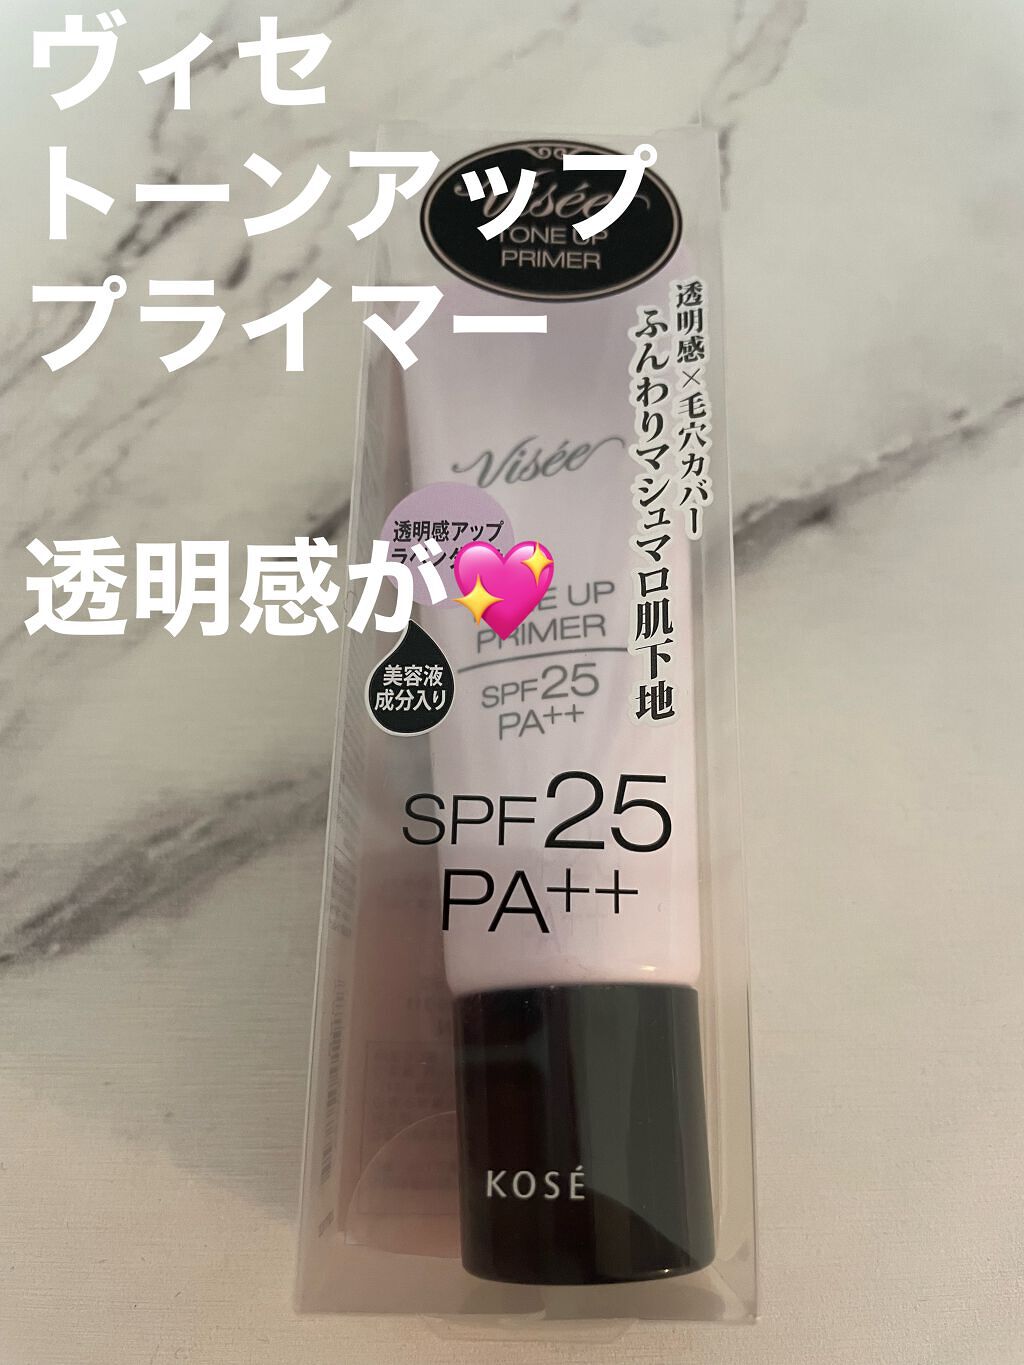 ヴィセ
トーンアップ
プライマー
透明感が💖
Visée
TONE UP
PRIMER
透明感×毛穴カバー
ふんわりマシュマロ肌下地
Visée
透明感アップ
美容液
成分入り
UP
PRIMER
SPF25
PA++
SPF25
PA++
KOSÉ